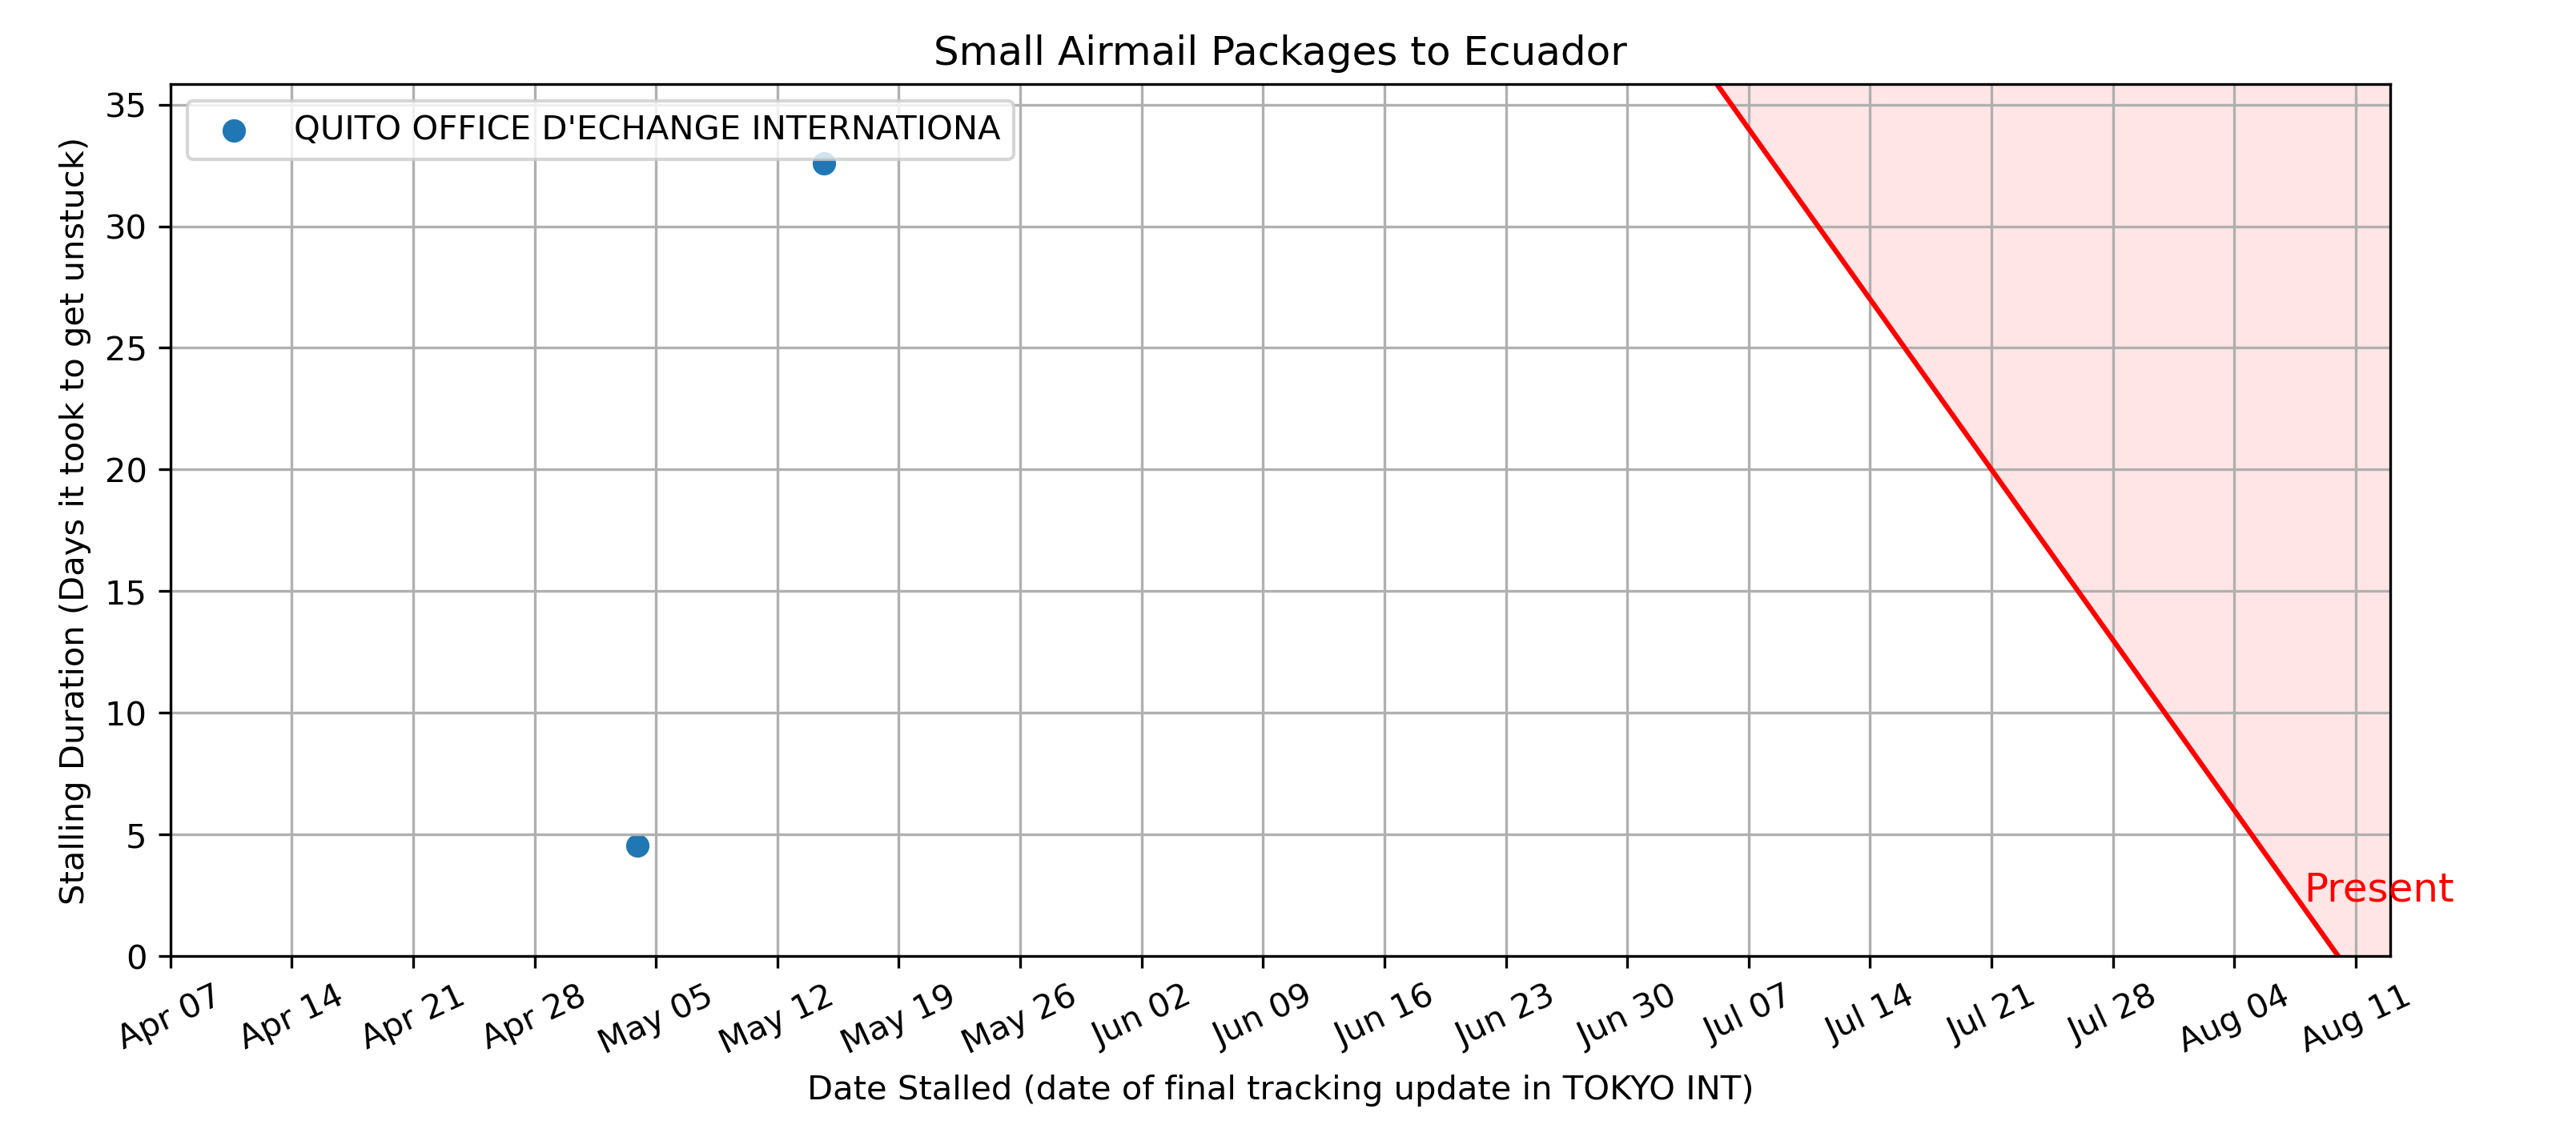 Small Airmail Packages to Ecuador
QUITO OFFICE D'ECHANGE INTERNATIONA
Stalling Duration (Days it took to get unstuck)
35
30
25
20
15
10
5
0
Present
Apr 07
Apr 14
Apr 21
Apr 28
May 05
May 12
May 19
May 26
Jun 02
Jun 09
Jun 16
Jun 23
Jun 30
Jul 07
Jul 14
Jul 21
Jul 28
Aug 04
Aug 11
Date Stalled (date of final tracking update in TOKYO INT)